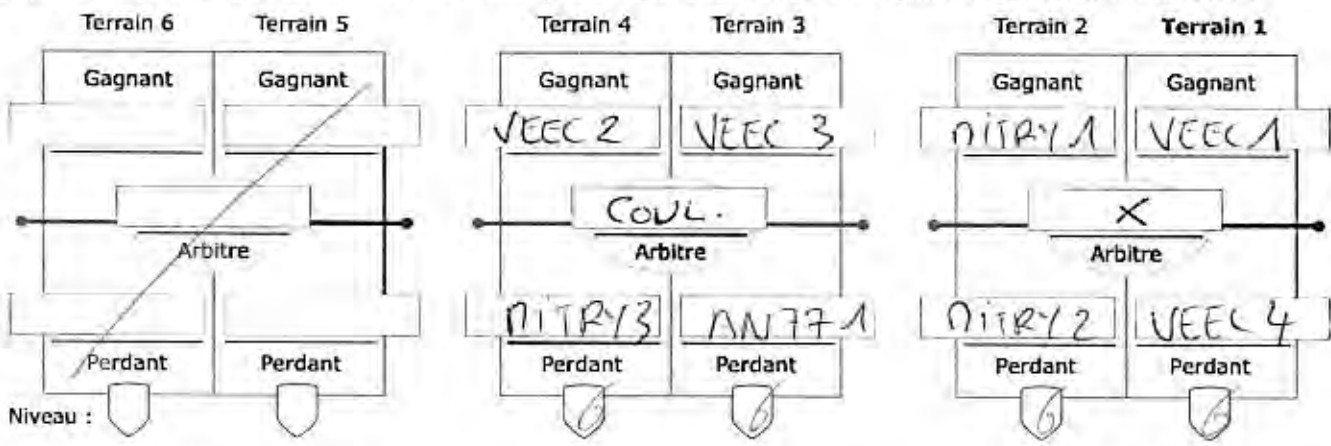 Terrain 6 Terrain 5 Terrain 4 Terrain 3 Terrain 2 Terrain 1
Gagnant Gagnant Gagnant Gagnant Gagnant Gagnant
VEEC 2 VEEC 3 MITRY 1 VEEC 1
COUL. X
Arbitre Arbitre Arbitre
MITRY 3 AN77 1 MITRY 2 VEEC 4
Perdant Perdant Perdant Perdant Perdant Perdant
Niveau : 6 6 6 6